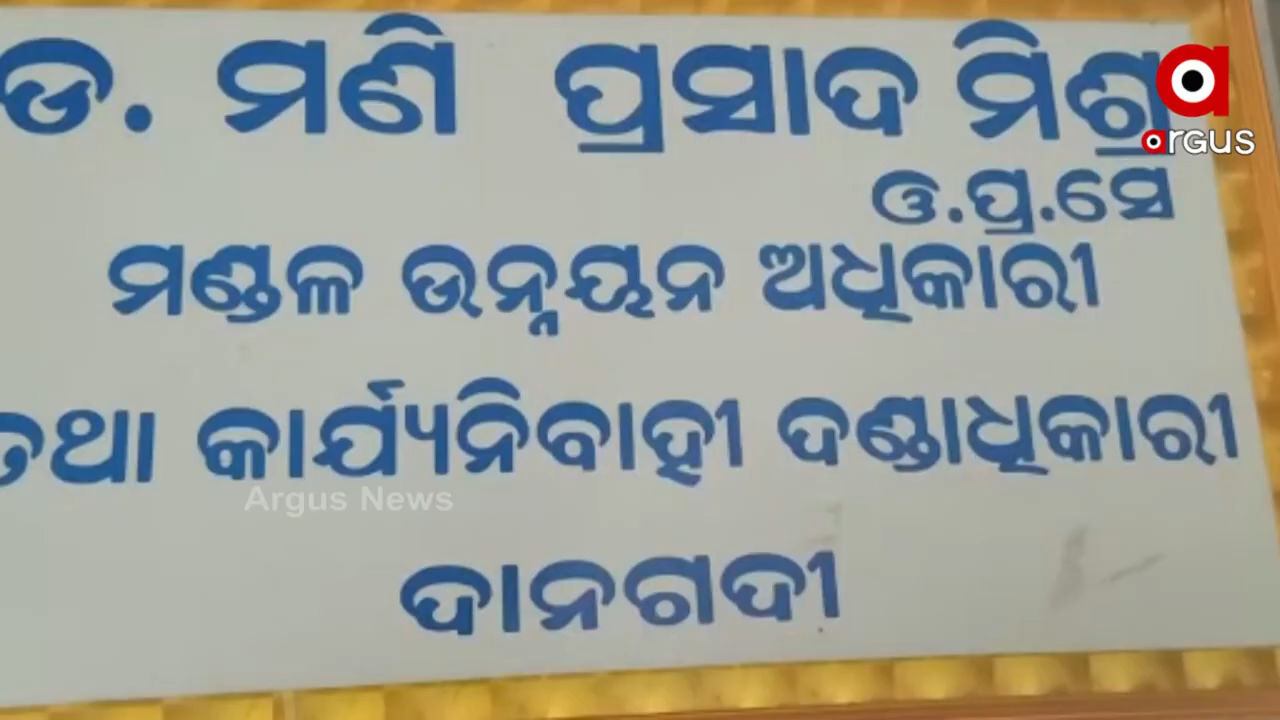 ଡ. ମଣି ପ୍ରସାଦ ମିଶ୍ର
ଓ.ପ୍ର.ସେ
ମଣ୍ଡଳ ଉନ୍ନୟନ ଅଧିକାରୀ
ତଥା କାର୍ଯ୍ୟନିବାହୀ ଦଣ୍ଡାଧିକାରୀ
ଦାନଗଦୀ
argus
Argus News